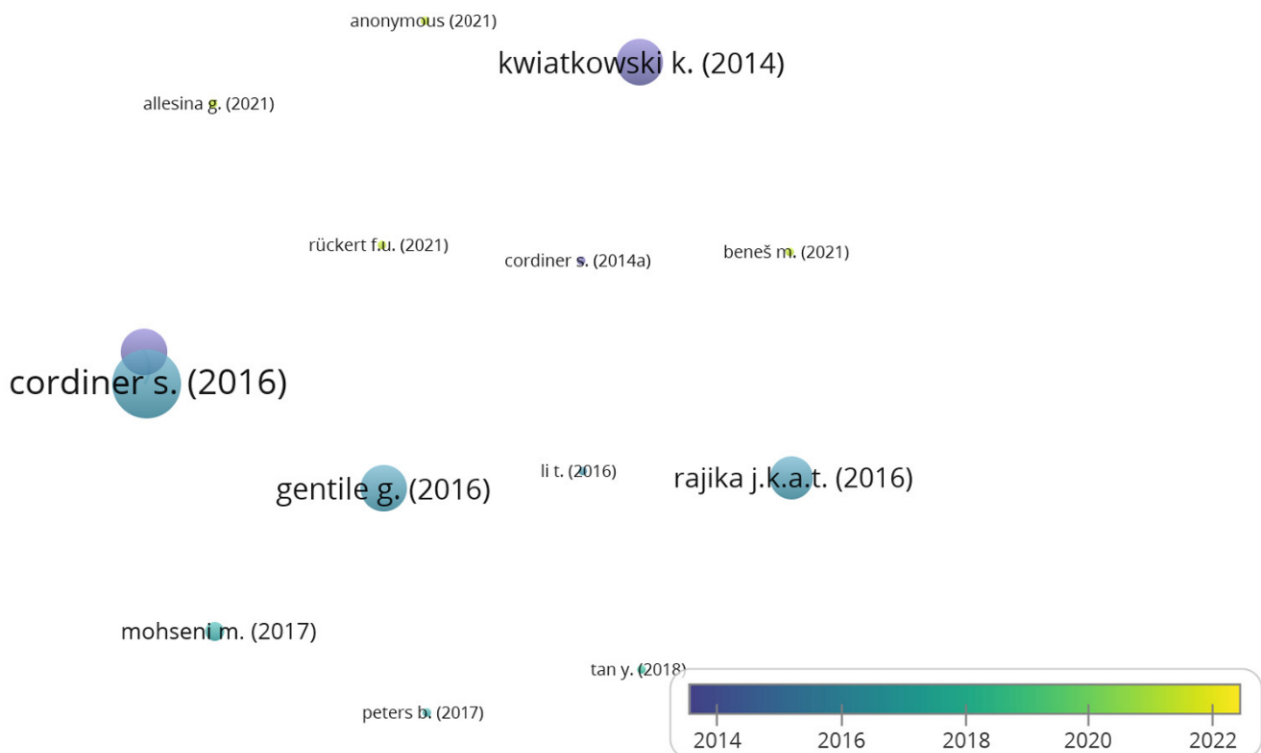 anonymous (2021)
kwiatkowski k. (2014)
allesina g. (2021)
rückert f.u. (2021)
cordiner s. (2014a)
beneš m. (2021)
cordiner s. (2016)
li t. (2016)
rajika j.k.a.t. (2016)
gentile g. (2016)
mohseni m. (2017)
tan y. (2018)
peters b. (2017)
2014 2016 2018 2020 2022